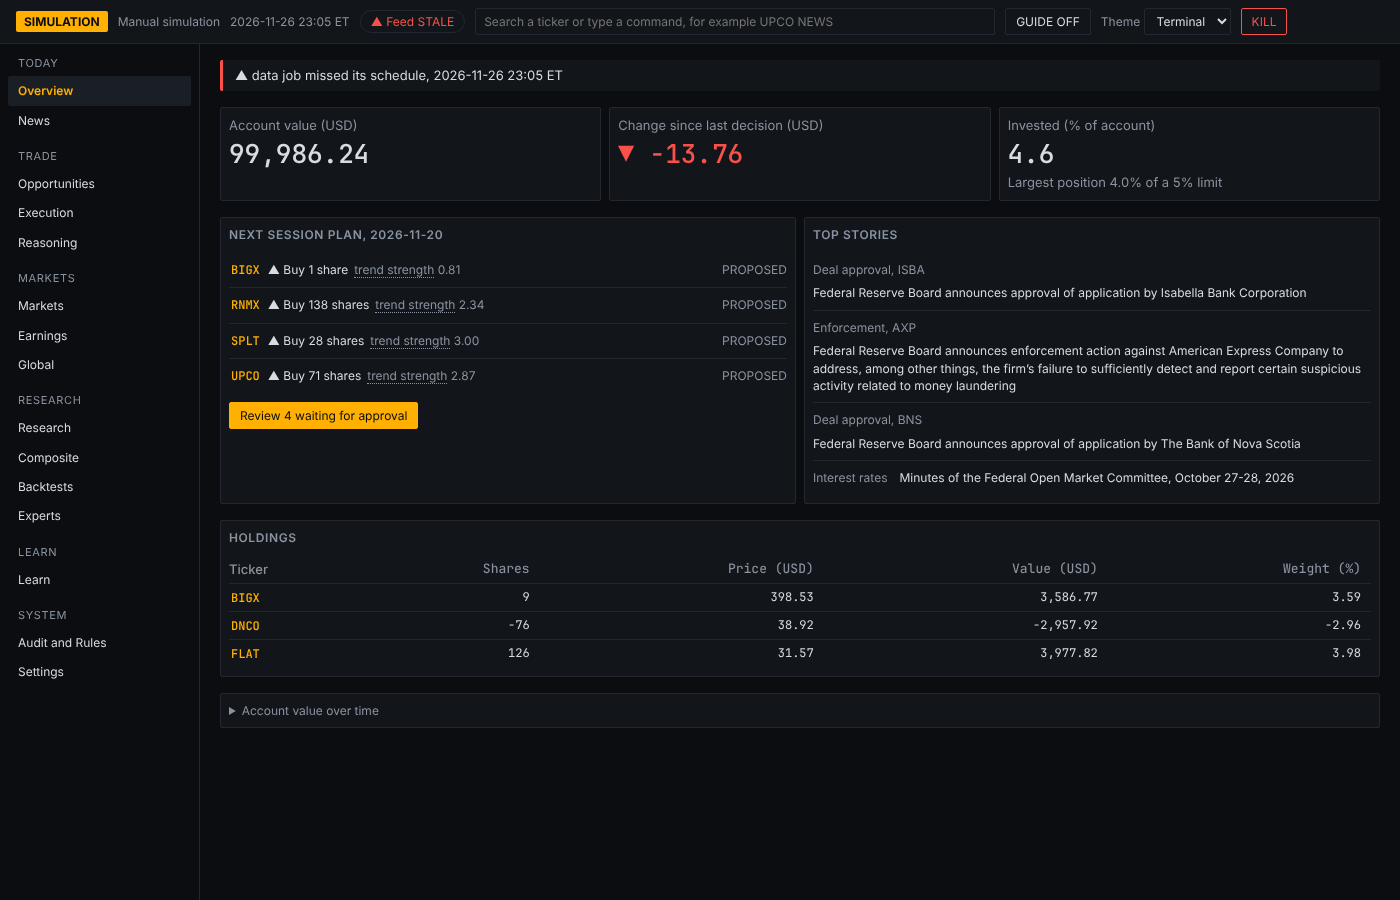 SIMULATION Manual simulation 2026-11-26 23:05 ET ▲ Feed STALE Search a ticker or type a command, for example UPCO NEWS GUIDE OFF Theme Terminal KILL
TODAY
Overview
News
TRADE
Opportunities
Execution
Reasoning
MARKETS
Markets
Earnings
Global
RESEARCH
Research
Composite
Backtests
Experts
LEARN
Learn
SYSTEM
Audit and Rules
Settings
▲ data job missed its schedule, 2026-11-26 23:05 ET
Account value (USD)
99,986.24
Change since last decision (USD)
▼ -13.76
Invested (% of account)
4.6
Largest position 4.0% of a 5% limit
NEXT SESSION PLAN, 2026-11-20
BIGX ▲ Buy 1 share trend strength 0.81 PROPOSED
RNMX ▲ Buy 138 shares trend strength 2.34 PROPOSED
SPLT ▲ Buy 28 shares trend strength 3.00 PROPOSED
UPCO ▲ Buy 71 shares trend strength 2.87 PROPOSED
Review 4 waiting for approval
TOP STORIES
Deal approval, ISBA
Federal Reserve Board announces approval of application by Isabella Bank Corporation
Enforcement, AXP
Federal Reserve Board announces enforcement action against American Express Company to
address, among other things, the firm's failure to sufficiently detect and report certain suspicious
activity related to money laundering
Deal approval, BNS
Federal Reserve Board announces approval of application by The Bank of Nova Scotia
Interest rates Minutes of the Federal Open Market Committee, October 27-28, 2026
HOLDINGS
Ticker Shares Price (USD) Value (USD) Weight (%)
BIGX 9 398.53 3,586.77 3.59
DNCO -76 38.92 -2,957.92 -2.96
FLAT 126 31.57 3,977.82 3.98
▶ Account value over time